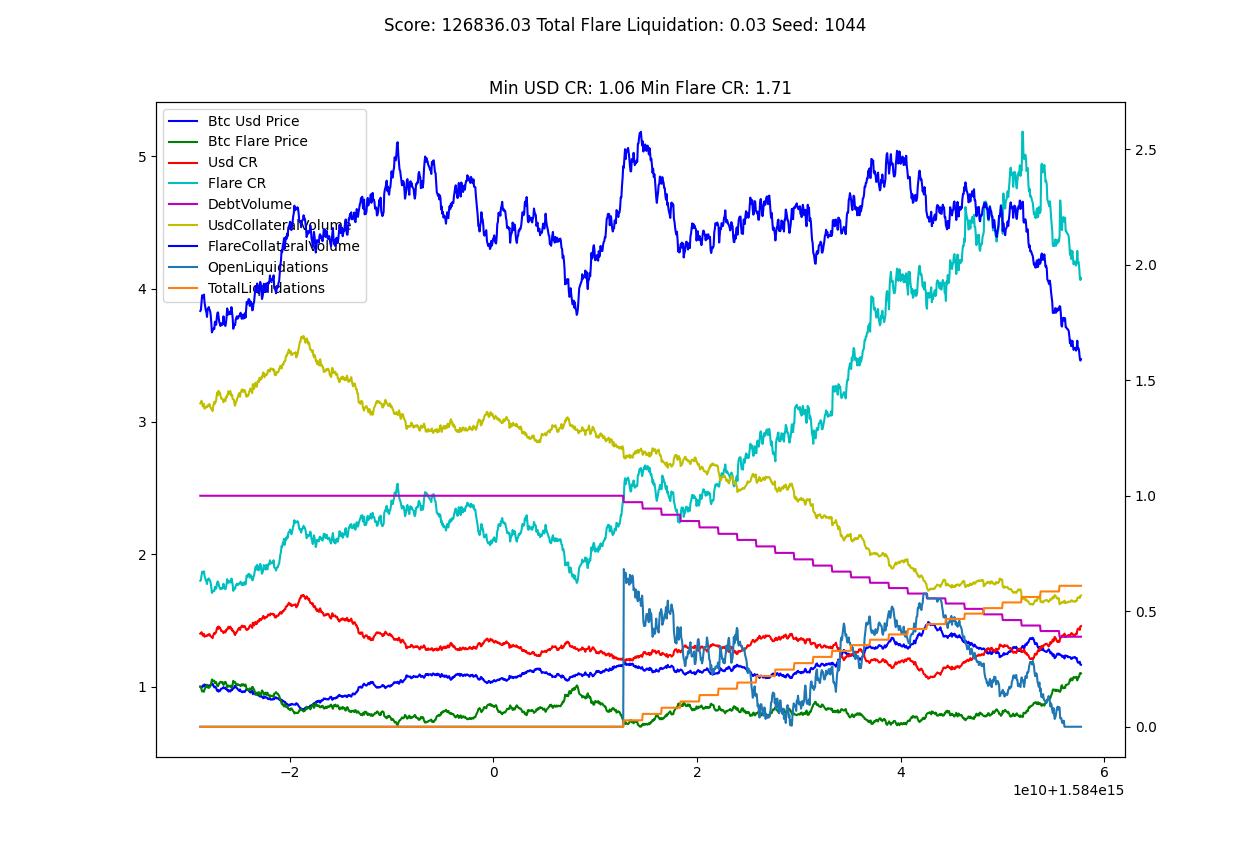 Score: 126836.03 Total Flare Liquidation: 0.03 Seed: 1044
Min USD CR: 1.06 Min Flare CR: 1.71
Btc Usd Price
Btc Flare Price
Usd CR
Flare CR
DebtVolume
UsdCollateralVolume
FlareCollateralVolume
OpenLiquidations
TotalLiquidations
5
4
3
2
1
2.5
2.0
1.5
1.0
0.5
0.0
−2
0
2
4
6
1e10+1.584e15